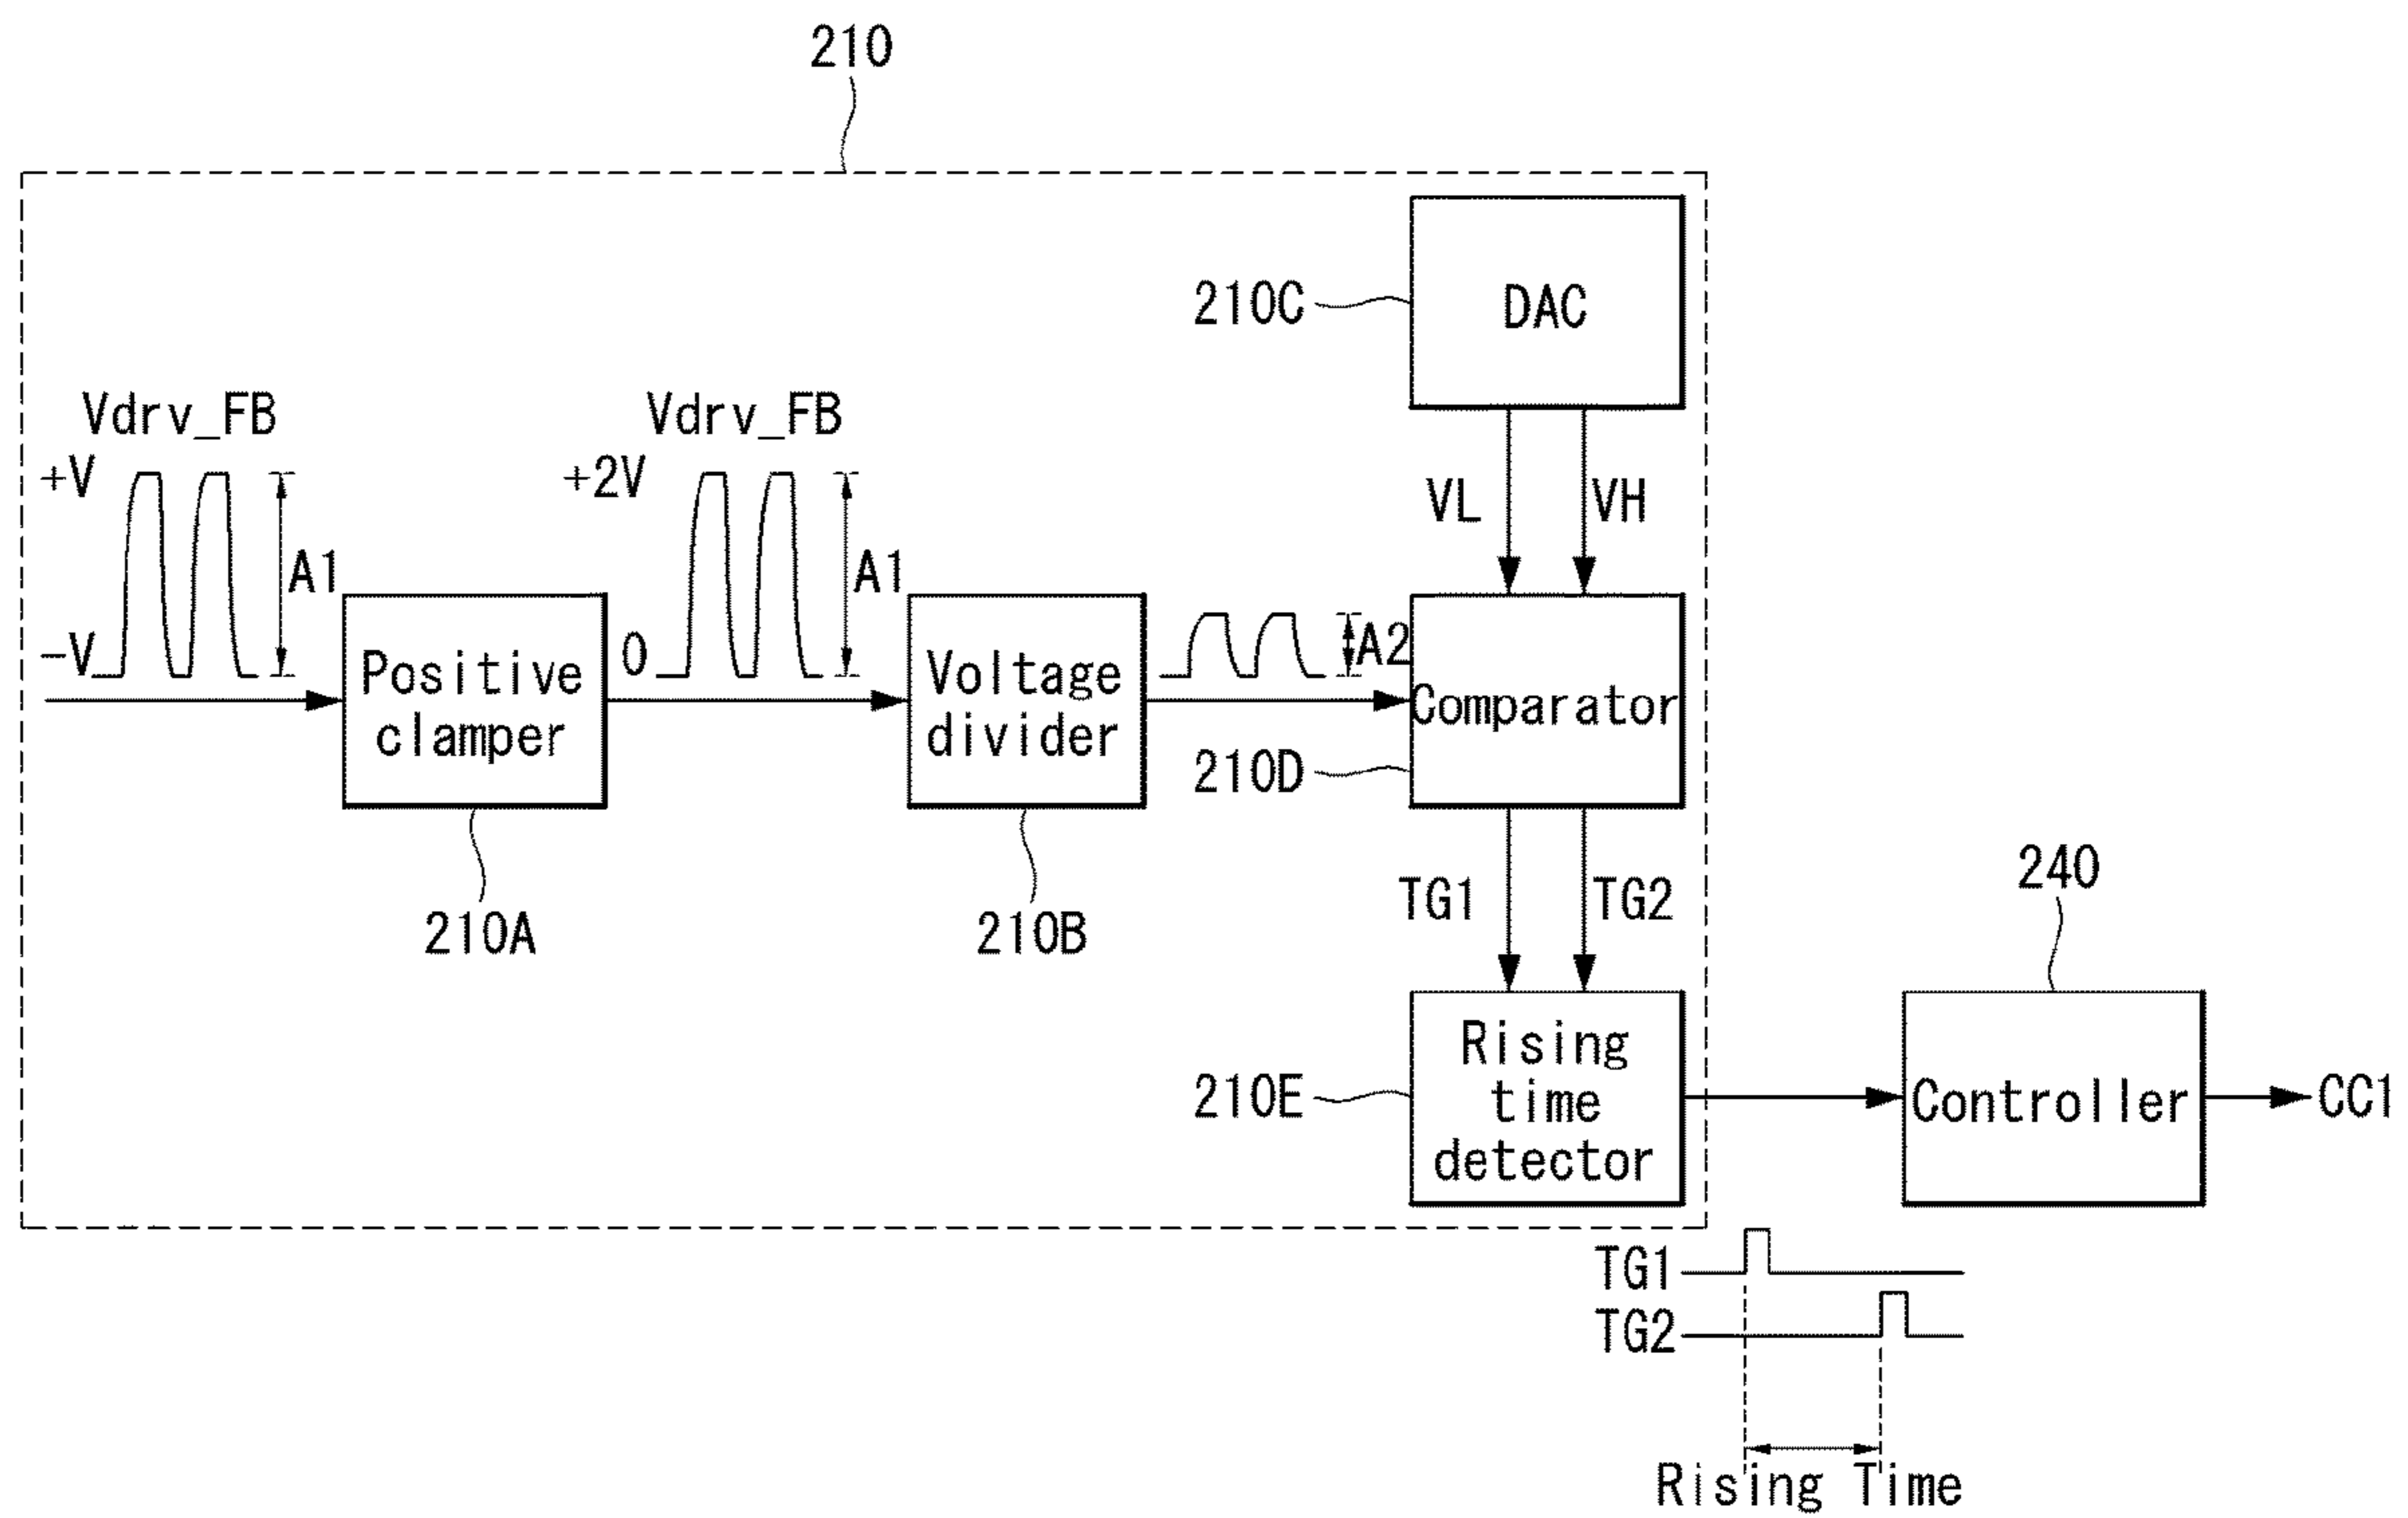 210
DAC
210C
Vdrv_FB
Vdrv_FB
+V
+2V
VL
VH
A1
A1
-V
0
A2
Positive
clamper
Voltage
divider
Comparator
210D
210A
210B
TG1
TG2
240
Rising
time
detector
210E
Controller
CC1
TG1
TG2
Rising Time